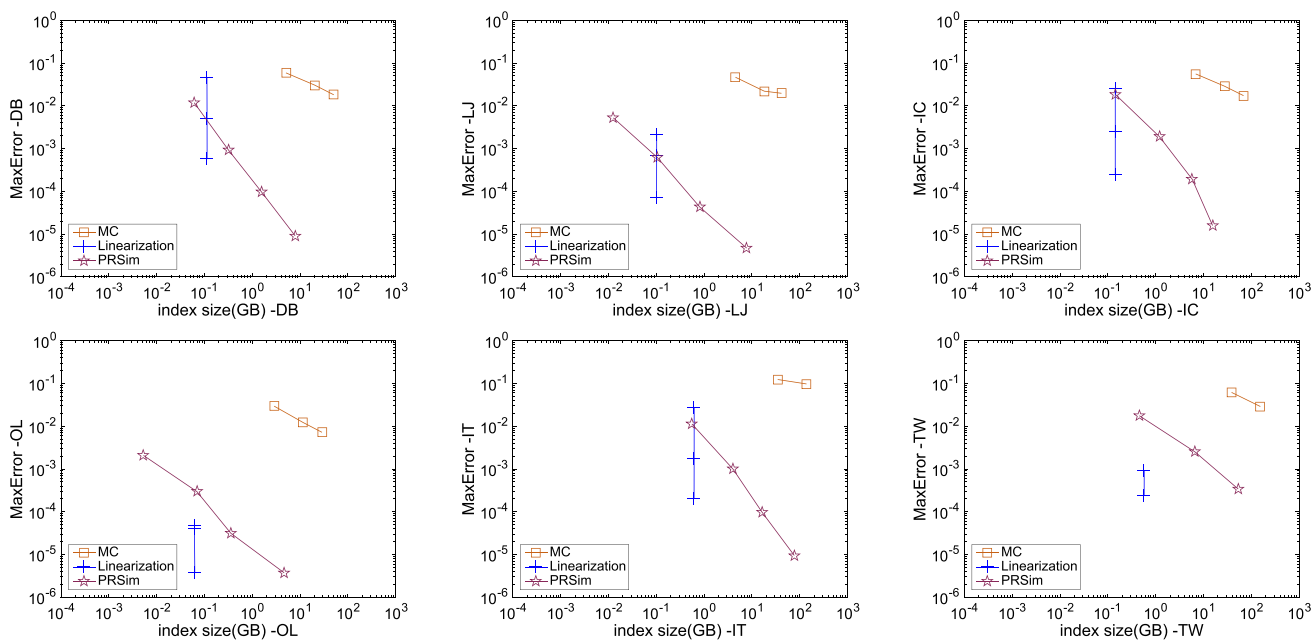 MaxError -DB
10^0
10^-1
10^-2
10^-3
10^-4
10^-5
10^-6
MC
Linearization
PRSim
10^-4 10^-3 10^-2 10^-1 10^0 10^1 10^2 10^3
index size(GB) -DB
MaxError -LJ
10^0
10^-1
10^-2
10^-3
10^-4
10^-5
10^-6
MC
Linearization
PRSim
10^-4 10^-3 10^-2 10^-1 10^0 10^1 10^2 10^3
index size(GB) -LJ
MaxError -IC
10^0
10^-1
10^-2
10^-3
10^-4
10^-5
10^-6
MC
Linearization
PRSim
10^-4 10^-3 10^-2 10^-1 10^0 10^1 10^2 10^3
index size(GB) -IC
MaxError -OL
10^0
10^-1
10^-2
10^-3
10^-4
10^-5
10^-6
MC
Linearization
PRSim
10^-4 10^-3 10^-2 10^-1 10^0 10^1 10^2 10^3
index size(GB) -OL
MaxError -IT
10^0
10^-1
10^-2
10^-3
10^-4
10^-5
10^-6
MC
Linearization
PRSim
10^-4 10^-3 10^-2 10^-1 10^0 10^1 10^2 10^3
index size(GB) -IT
MaxError -TW
10^0
10^-1
10^-2
10^-3
10^-4
10^-5
10^-6
MC
Linearization
PRSim
10^-4 10^-3 10^-2 10^-1 10^0 10^1 10^2 10^3
index size(GB) -TW